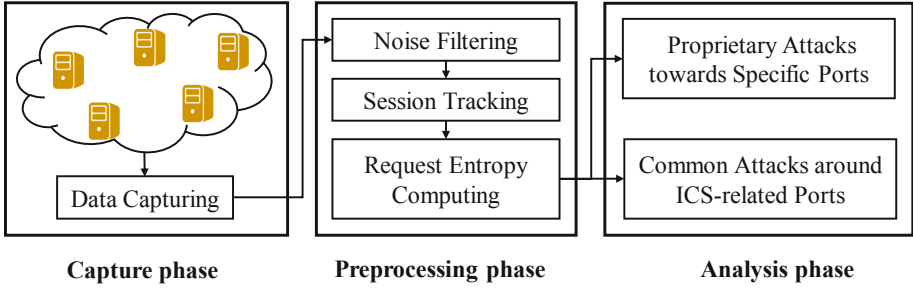 Data Capturing
Capture phase
Noise Filtering
Session Tracking
Request Entropy
Computing
Preprocessing phase
Proprietary Attacks
towards Specific Ports
Common Attacks around
ICS-related Ports
Analysis phase